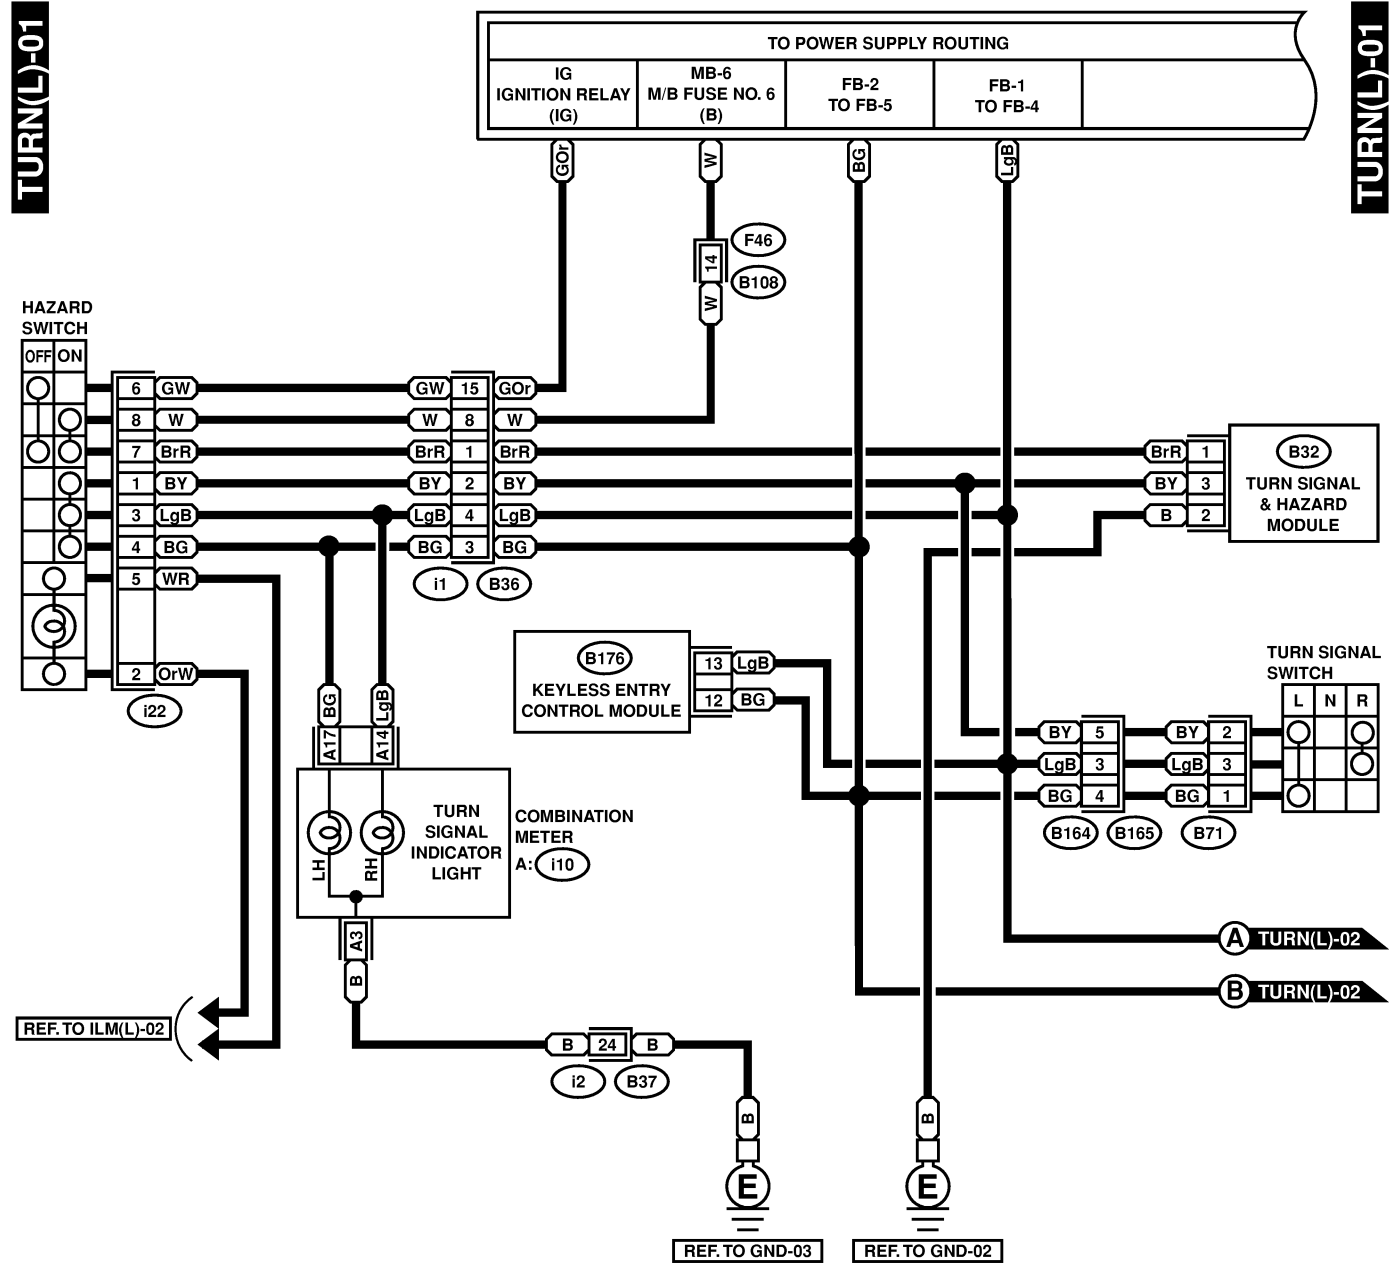 TURN(L)-01
TURN(L)-01
TO POWER SUPPLY ROUTING
IG
IGNITION RELAY
(IG)
MB-6
M/B FUSE NO. 6
(B)
FB-2
TO FB-5
FB-1
TO FB-4
GOr
W
BG
LgB
14
F46
B108
W
HAZARD
SWITCH
OFF ON
6 GW GW 15 GOr
8 W W 8 W
7 BrR BrR 1 BrR BrR 1
1 BY BY 2 BY BY 3
3 LgB LgB 4 LgB B 2
4 BG BG 3 BG
5 WR
2 OrW
i22
i1
B36
B32
TURN SIGNAL
& HAZARD
MODULE
B176
KEYLESS ENTRY
CONTROL MODULE
13 LgB
12 BG
TURN SIGNAL
SWITCH
L N R
BY 5 BY 2
LgB 3 LgB 3
BG 4 BG 1
B164
B165
B71
BG
LgB
A17
A14
LH
RH
TURN
SIGNAL
INDICATOR
LIGHT
COMBINATION
METER
A: i10
A3
B
A TURN(L)-02
B TURN(L)-02
REF. TO ILM(L)-02
B 24 B
i2
B37
B
B
E
E
REF. TO GND-03
REF. TO GND-02